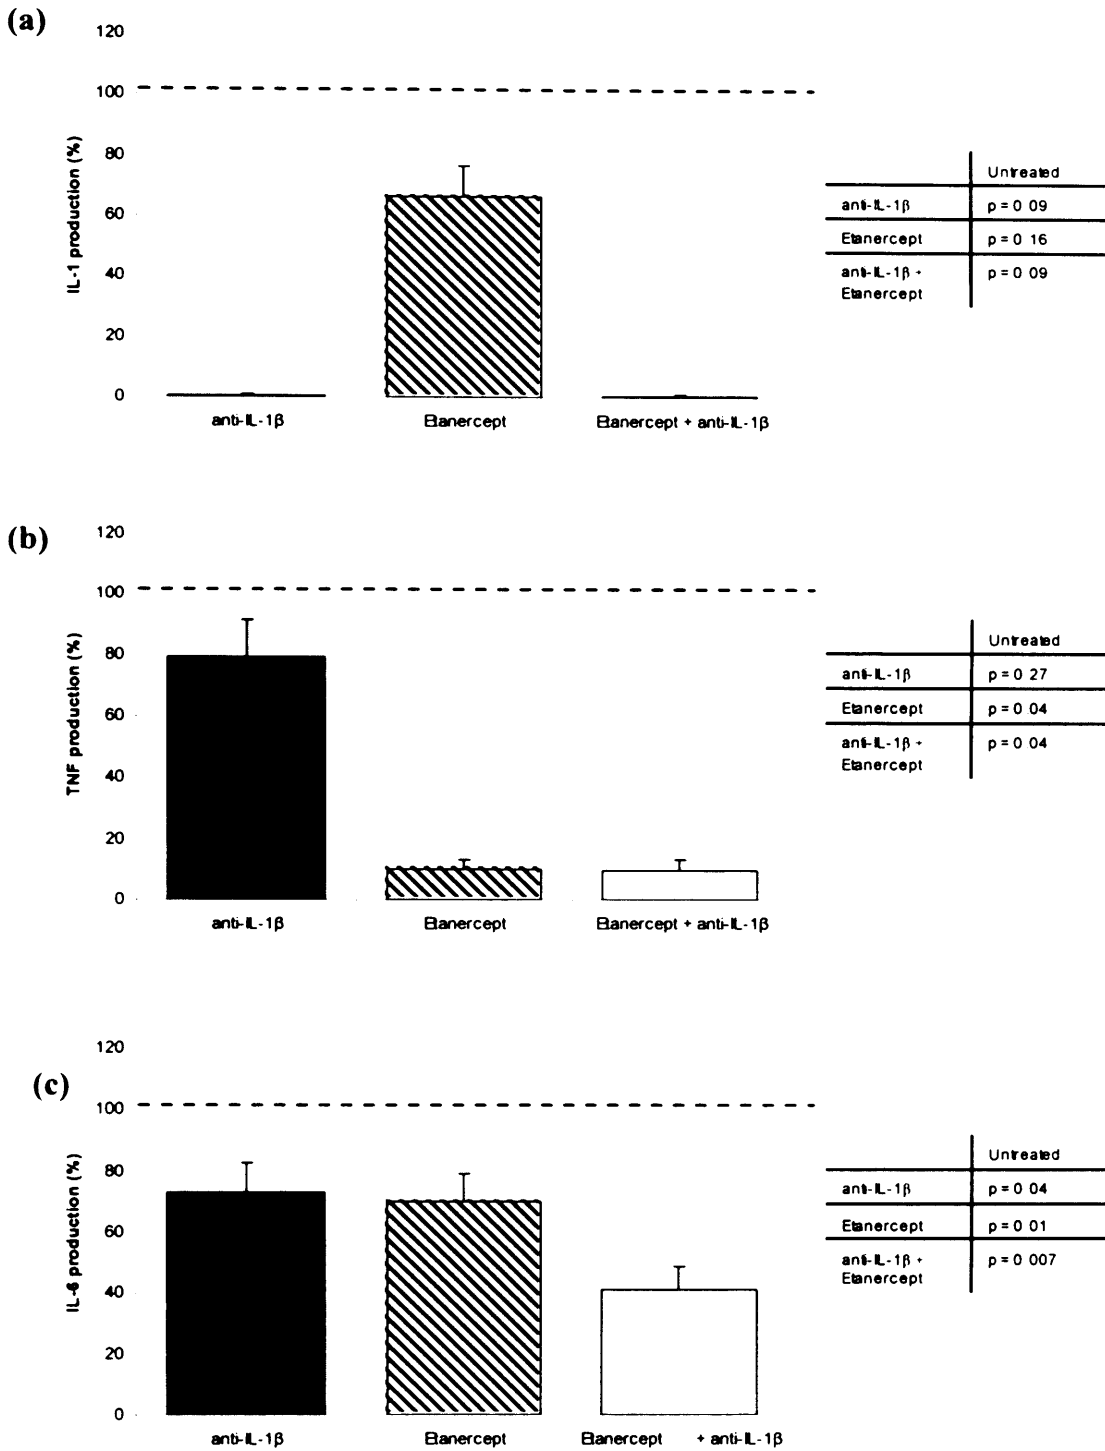 (a)
120
100
80
60
40
20
0
IL-1 production (%)
anti-IL-1β
Etanercept
Etanercept + anti-IL-1β
Untreated
anti-IL-1β p = 0 09
Etanercept p = 0 16
anti-IL-1β + p = 0 09
Etanercept
(b)
120
100
80
60
40
20
0
TNF production (%)
anti-IL-1β
Etanercept
Etanercept + anti-IL-1β
Untreated
anti-IL-1β p = 0 27
Etanercept p = 0 04
anti-IL-1β + p = 0 04
Etanercept
(c)
120
100
80
60
40
20
0
IL-6 production (%)
anti-IL-1β
Etanercept
Etanercept + anti-IL-1β
Untreated
anti-IL-1β p = 0 04
Etanercept p = 0 01
anti-IL-1β + p = 0 007
Etanercept